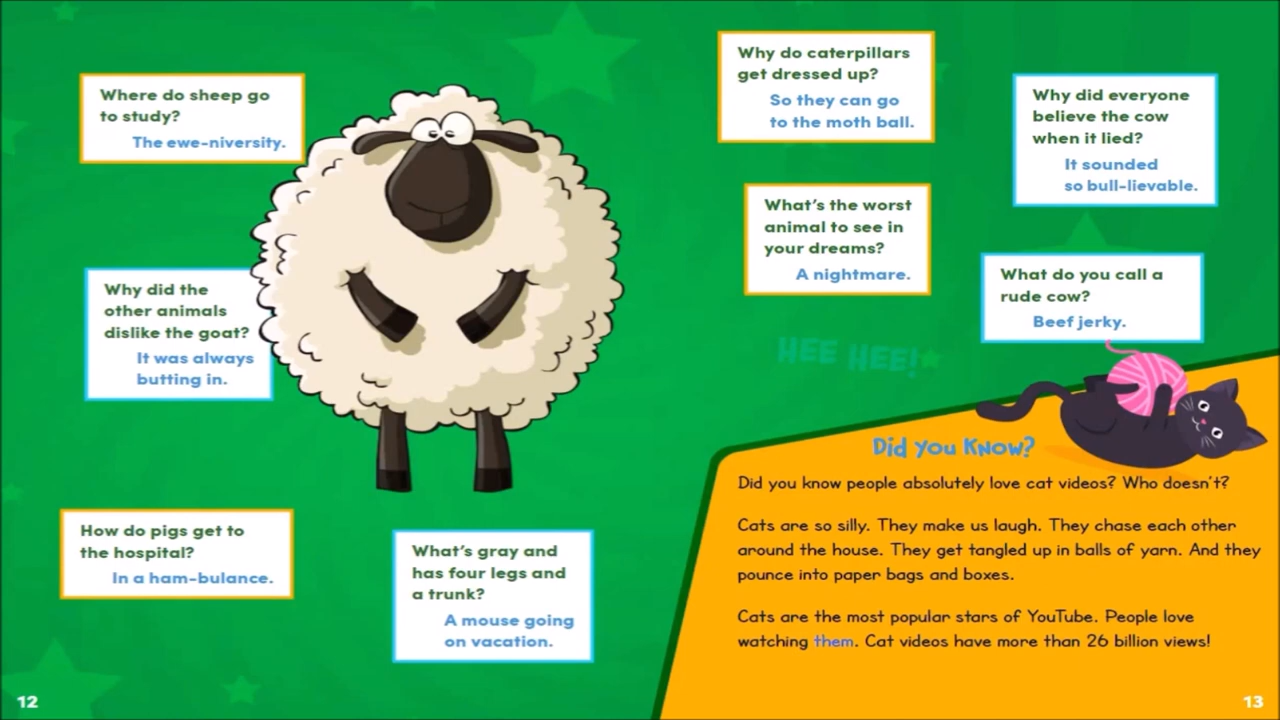 Where do sheep go
to study?
The ewe-niversity.
Why did the
other animals
dislike the goat?
It was always
butting in.
How do pigs get to
the hospital?
In a ham-bulance.
What's gray and
has four legs and
a trunk?
A mouse going
on vacation.
12
Why do caterpillars
get dressed up?
So they can go
to the moth ball.
What's the worst
animal to see in
your dreams?
A nightmare.
Why did everyone
believe the cow
when it lied?
It sounded
so bull-lievable.
What do you call a
rude cow?
Beef jerky.
HEE HEE!
Did you Know?
Did you know people absolutely love cat videos? Who doesn't?
Cats are so silly. They make us laugh. They chase each other
around the house. They get tangled up in balls of yarn. And they
pounce into paper bags and boxes.
Cats are the most popular stars of YouTube. People love
watching them. Cat videos have more than 26 billion views!
13